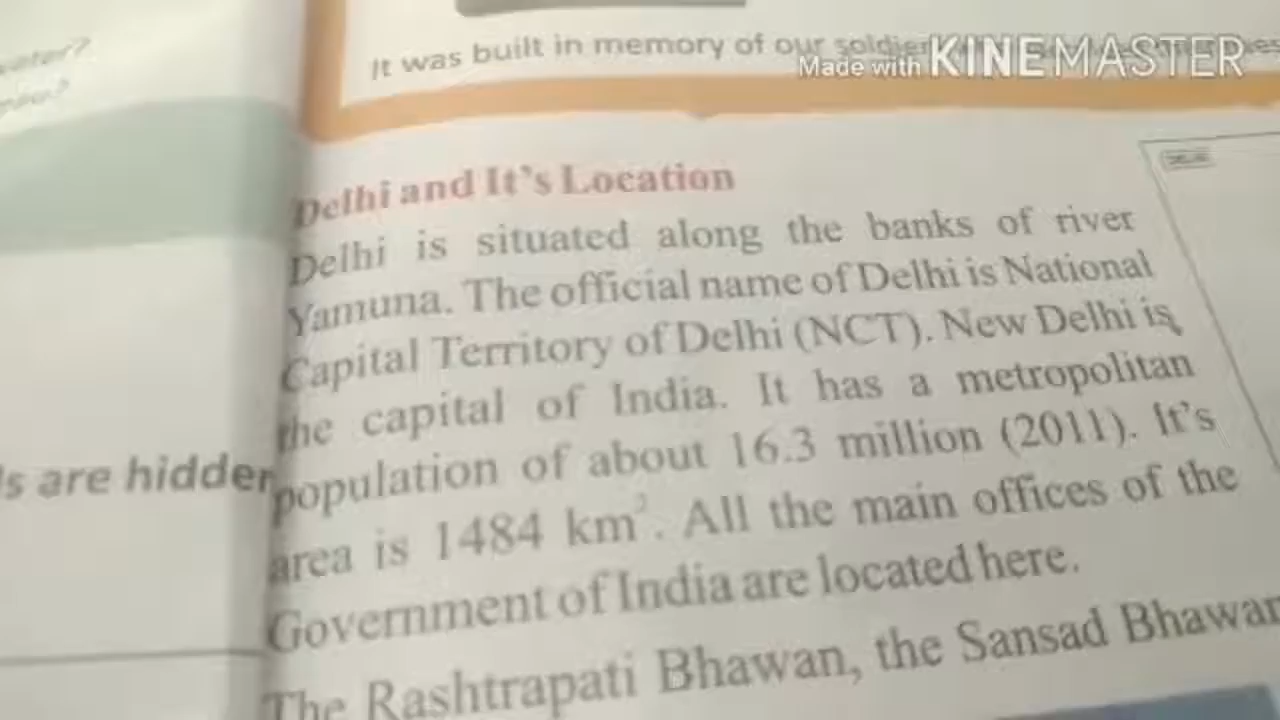 It was built in memory of our soldier
Made with KINEMASTER
Delhi and It's Location
Delhi is situated along the banks of river
Yamuna. The official name of Delhi is National
Capital Territory of Delhi (NCT). New Delhi is
the capital of India. It has a metropolitan
population of about 16.3 million (2011). It's
area is 1484 km². All the main offices of the
Government of India are located here.
The Rashtrapati Bhawan, the Sansad Bhawan
ls are hidden